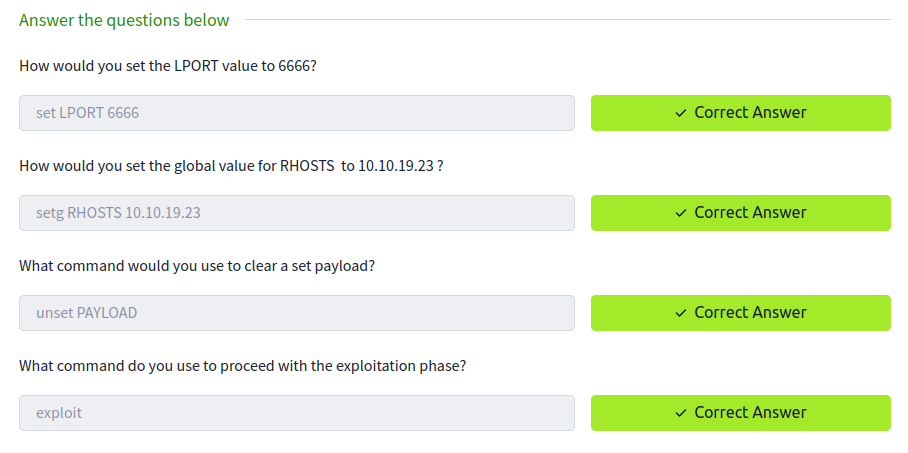 Answer the questions below
How would you set the LPORT value to 6666?
set LPORT 6666
✓ Correct Answer
How would you set the global value for RHOSTS  to 10.10.19.23 ?
setg RHOSTS 10.10.19.23
✓ Correct Answer
What command would you use to clear a set payload?
unset PAYLOAD
✓ Correct Answer
What command do you use to proceed with the exploitation phase?
exploit
✓ Correct Answer